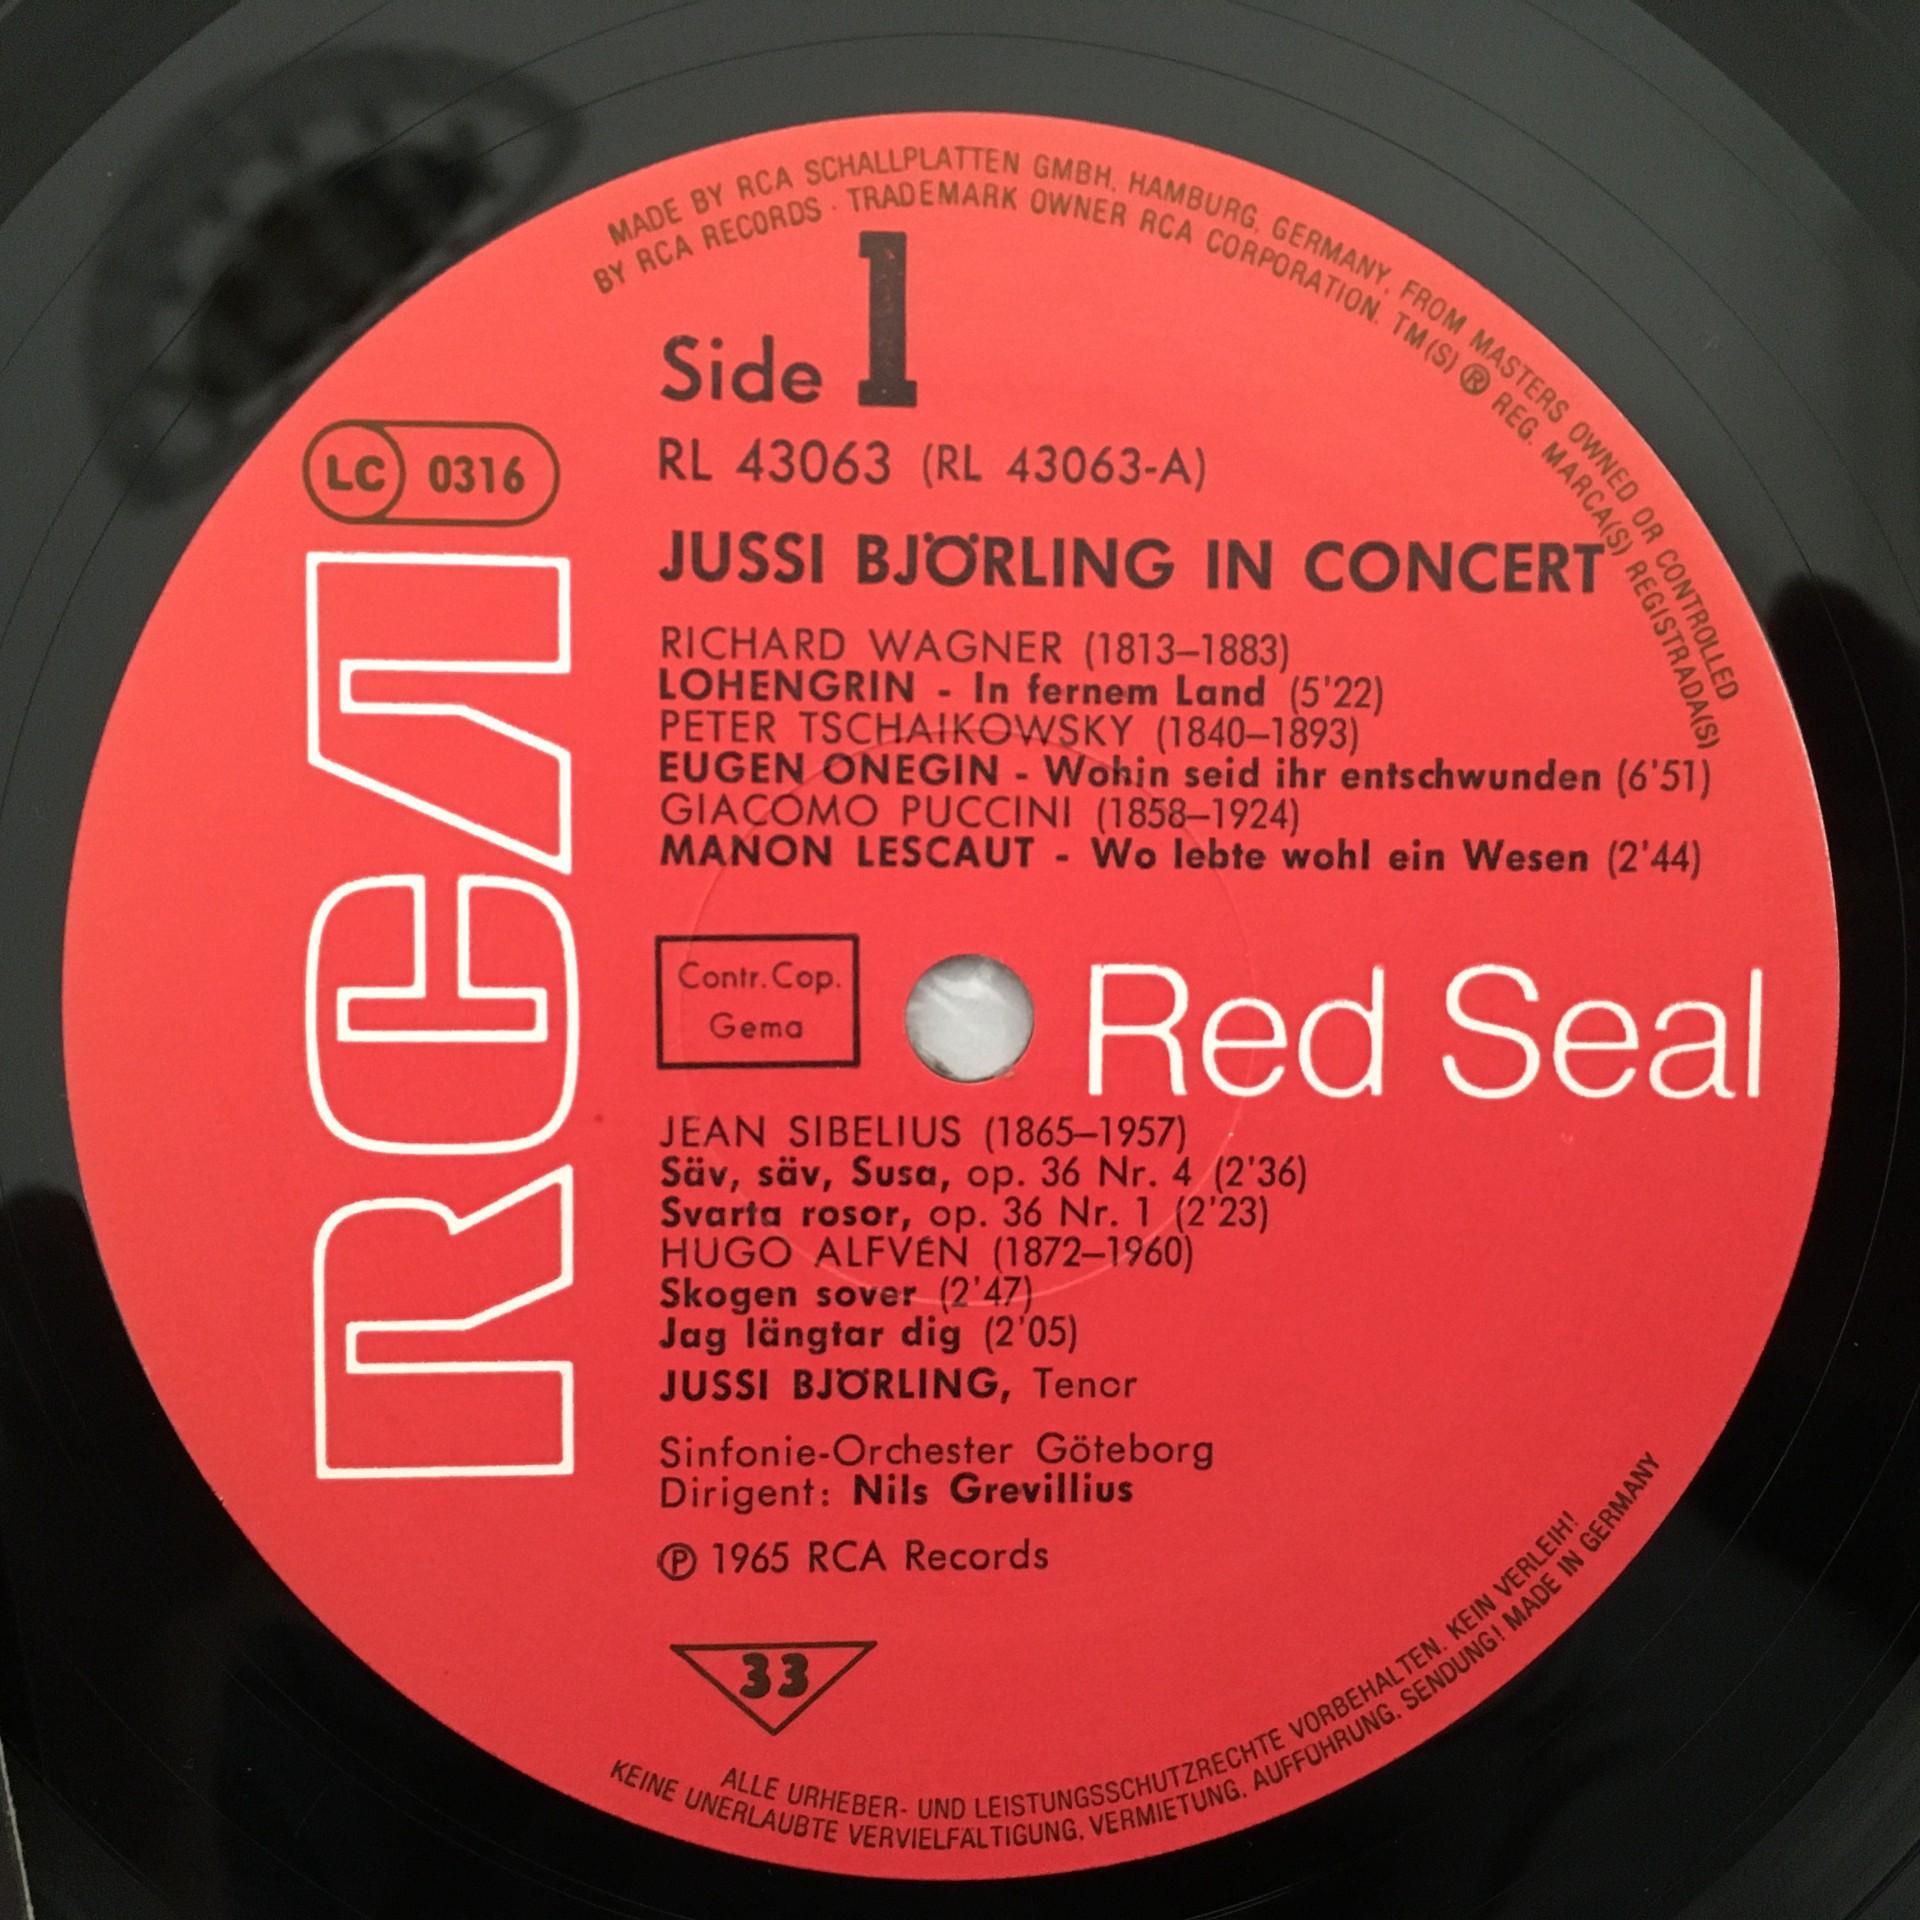 MADE BY RCA SCHALLPLATTEN GMBH, HAMBURG, GERMANY, FROM MASTERS OWNED OR CONTROLLED
BY RCA RECORDS · TRADEMARK OWNER RCA CORPORATION. TM(S) ® REG. MARCA(S) REGISTRADA(S)
Side 1
LC 0316
RL 43063 (RL 43063-A)
JUSSI BJÖRLING IN CONCERT
RICHARD WAGNER (1813–1883)
LOHENGRIN - In fernem Land (5'22)
PETER TSCHAIKOWSKY (1840–1893)
EUGEN ONEGIN - Wohin seid ihr entschwunden (6'51)
GIACOMO PUCCINI (1858–1924)
MANON LESCAUT - Wo lebte wohl ein Wesen (2'44)
RCA
Contr. Cop.
Gema
Red Seal
JEAN SIBELIUS (1865–1957)
Säv, säv, Susa, op. 36 Nr. 4 (2'36)
Svarta rosor, op. 36 Nr. 1 (2'23)
HUGO ALFVÉN (1872–1960)
Skogen sover (2'47)
Jag längtar dig (2'05)
JUSSI BJÖRLING, Tenor
Sinfonie-Orchester Göteborg
Dirigent: Nils Grevillius
℗ 1965 RCA Records
33
ALLE URHEBER- UND LEISTUNGSSCHUTZRECHTE VORBEHALTEN. KEIN VERLEIH!
KEINE UNERLAUBTE VERVIELFÄLTIGUNG, VERMIETUNG, AUFFÜHRUNG, SENDUNG! MADE IN GERMANY